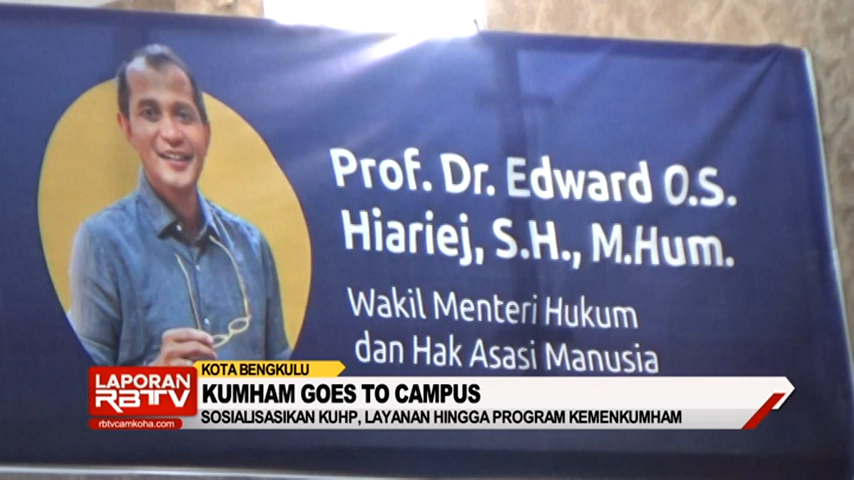 Prof. Dr. Edward O.S.
Hiariej, S.H., M.Hum.
Wakil Menteri Hukum
dan Hak Asasi Manusia
KOTA BENGKULU
LAPORAN
RBTV
rbtvcamkoha.com
KUMHAM GOES TO CAMPUS
SOSIALISASIKAN KUHP, LAYANAN HINGGA PROGRAM KEMENKUMHAM